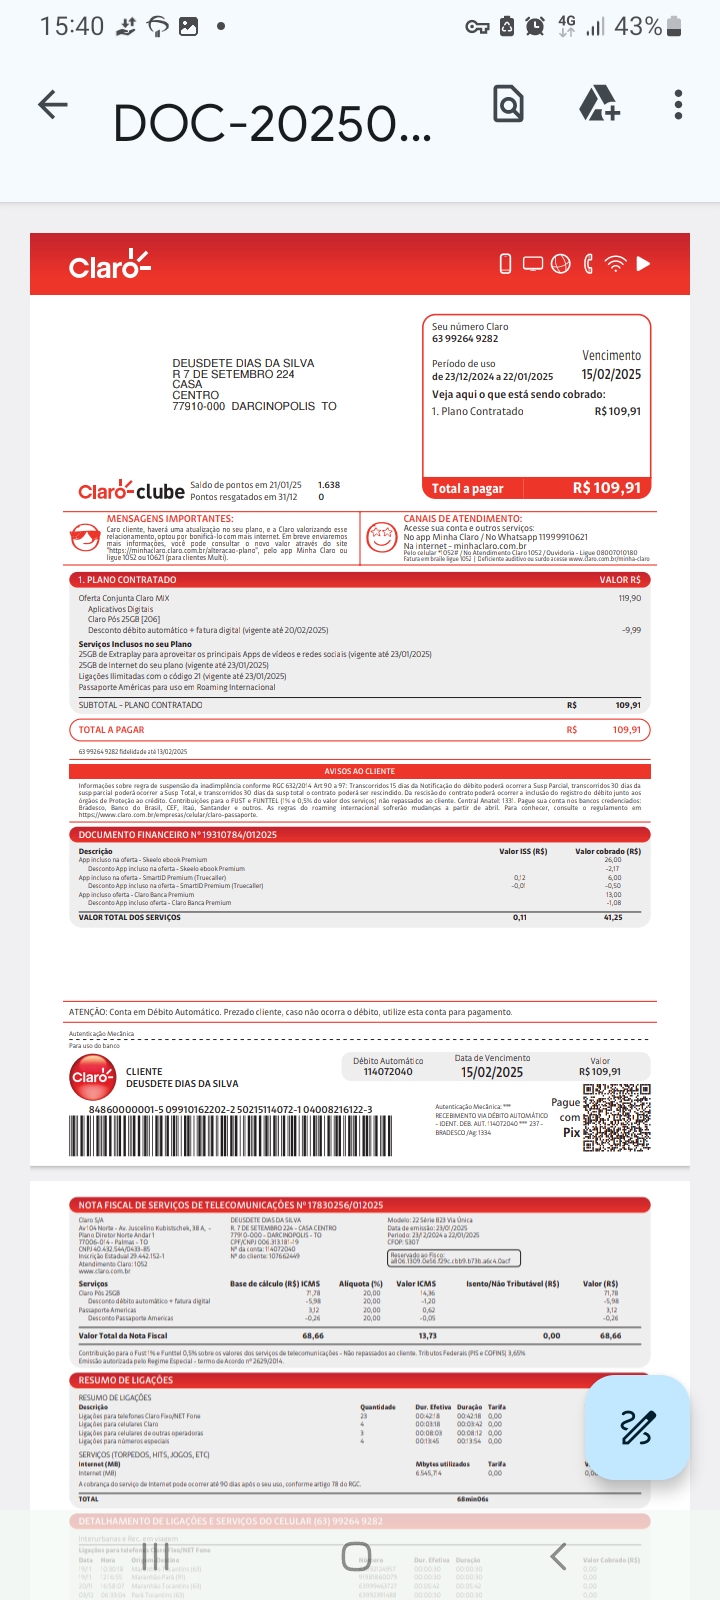 15:40 4G 43%
DOC-20250...
Claro
Seu número Claro
63 99264 9282
Período de uso Vencimento
de 23/12/2024 a 22/01/2025 15/02/2025
Veja aqui o que está sendo cobrado:
1. Plano Contratado R$ 109,91
Total a pagar R$ 109,91
DEUSDETE DIAS DA SILVA
R 7 DE SETEMBRO 224
CASA
CENTRO
77910-000 DARCINOPOLIS TO
Claro clube Saldo de pontos em 21/01/25 1.638
Pontos resgatados em 31/12 0
MENSAGENS IMPORTANTES:
Caro cliente, haverá uma atualização no seu plano, e a Claro valorizando esse
relacionamento, optou por bonificá-lo com mais internet. Em breve enviaremos
mais informações, você pode consultar o novo valor através do site
"https://minhaclaro.claro.com.br/alteracao-plano", pelo app Minha Claro ou
ligue 1052 ou 10621 (para clientes Multi).
CANAIS DE ATENDIMENTO:
Acesse sua conta e outros serviços:
No app Minha Claro / No Whatsapp 11999910621
Na internet - minhaclaro.com.br
Pelo celular *1052# / No Atendimento Claro 1052 / Ouvidoria - Ligue 08007010180
Fatura em braile ligue 1052 | Deficiente auditivo ou surdo acesse www.claro.com.br/minha-claro
1. PLANO CONTRATADO VALOR R$
Oferta Conjunta Claro MIX 119,90
Aplicativos Digitais
Claro Pós 25GB [206]
Desconto débito automático + fatura digital (vigente até 20/02/2025) -9,99
Serviços Inclusos no seu Plano
25GB de Extraplay para aproveitar os principais Apps de vídeos e redes sociais (vigente até 23/01/2025)
25GB de Internet do seu plano (vigente até 23/01/2025)
Ligações Ilimitadas com o código 21 (vigente até 23/01/2025)
Passaporte Américas para uso em Roaming Internacional
SUBTOTAL - PLANO CONTRATADO R$ 109,91
TOTAL A PAGAR R$ 109,91
63 99264 9282 fidelidade até 13/02/2025
AVISOS AO CLIENTE
Informações sobre regra de suspensão da inadimplência conforme RGC 632/2014 Art 90 a 97: Transcorridos 15 dias da Notificação do débito poderá ocorrera Susp Parcial, transcorridos 30 dias da
susp parcial poderá ocorrer a Susp Total, e transcorridos 30 dias da susp total o contrato poderá ser rescindido. Da rescisão do contrato poderá ocorrer a inclusão do registro do débito junto aos
órgãos de Proteção ao crédito. Contribuições para o FUST e FUNTTEL (1% e 0,5% do valor dos serviços) não repassados ao cliente. Central Anatel: 1331. Pague sua conta nos bancos credenciados:
Bradesco, Banco do Brasil, CEF, Itaú, Santander e outros. As regras do roaming internacional sofrerão mudanças a partir de abril. Para conhecer, consulte o regulamento em
https://www.claro.com.br/empresas/celular/claro-passaporte.
DOCUMENTO FINANCEIRO Nº 19310784/012025
Descrição Valor ISS (R$) Valor cobrado (R$)
App incluso na oferta - Skeelo ebook Premium 26,00
Desconto App incluso na oferta - Skeelo ebook Premium -2,17
App incluso na oferta - SmartID Premium (Truecaller) 0,12 6,00
Desconto App incluso na oferta - SmartID Premium (Truecaller) -0,01 -0,50
App incluso na oferta - Claro Banca Premium 13,00
Desconto App incluso oferta - Claro Banca Premium -1,08
VALOR TOTAL DOS SERVIÇOS 0,11 41,25
ATENÇÃO: Conta em Débito Automático. Prezado cliente, caso não ocorra o débito, utilize esta conta para pagamento.
Autenticação Mecânica
Para uso do banco
Claro
CLIENTE
DEUSDETE DIAS DA SILVA
Débito Automático Data de Vencimento Valor
114072040 15/02/2025 R$ 109,91
84860000001-5 09910162202-2 50215114072-1 04008216122-3
Autenticação Mecânica: ***
RECEBIMENTO VIA DÉBITO AUTOMÁTICO
- IDENT. DEB. AUT. 114072040 *** 237 -
BRADESCO /Ag:1334
Pague
com
Pix
NOTA FISCAL DE SERVIÇOS DE TELECOMUNICAÇÕES Nº 17830256/012025
Claro S/A
Av 104 Norte - Av. Juscelino Kubistschek, 38 A, -
Plano Diretor Norte Andar 1
77006-014 - Palmas - TO
CNPJ 40.432.544/0433-85
Inscrição Estadual 29.442.152-1
Atendimento Claro: 1052
www.claro.com.br
DEUSDETE DIAS DA SILVA
R. 7 DE SETEMBRO 224 - CASA CENTRO
77910-000 - DARCINOPOLIS - TO
CPF/CNPJ 006.313.181-19
Nº da conta: 114072040
Nº do cliente: 107662449
Modelo: 22 Série B23 Via Única
Data de emissão: 23/01/2025
Período: 23/12/2024 a 22/01/2025
CFOP: 5307
Reservado ao Fisco:
Serviços Base de cálculo (R$) ICMS Alíquota (%) Valor ICMS Isento/Não Tributável (R$) Valor (R$)
Claro Pós 25GB 71,78 20,00 14,36 71,78
Desconto débito automático + fatura digital -5,98 20,00 -1,20 -5,98
Passaporte Americas 3,12 20,00 0,62 3,12
Desconto Passaporte Americas -0,26 20,00 -0,05 -0,26
Valor Total da Nota Fiscal 68,66 13,73 0,00 68,66
Contribuição para o Fust 1% e Funttel 0,5% sobre os valores dos serviços de telecomunicações - Não repassados ao cliente. Tributos Federais (PIS e COFINS) 3,65%
Emissão autorizada pelo Regime Especial - termo de Acordo nº 2629/2014.
RESUMO DE LIGAÇÕES
RESUMO DE LIGAÇÕES
Descrição Quantidade Dur. Efetiva Duração Tarifa
Ligações para telefones Claro Fixo/NET Fone 23 00:42:18 00:42:18 0,00
Ligações para celulares Claro 4 00:03:18 00:03:42 0,00
Ligações para celulares de outras operadoras 3 00:08:03 00:08:12 0,00
Ligações para números especiais 4 00:13:45 00:13:54 0,00
SERVIÇOS (TORPEDOS, HITS, JOGOS, ETC)
Internet (MB) Mbytes utilizados Tarifa
Internet (MB) 6.545,714 0,00
A cobrança do serviço de Internet pode ocorrer até 90 dias após o seu uso, conforme artigo 78 do RGC.
TOTAL 68min06s
DETALHAMENTO DE LIGAÇÕES E SERVIÇOS DO CELULAR (63) 99264 9282
Interurbanas e Rec. em viagem
Data Hora Dur. Efetiva Duração Valor Cobrado (R$)